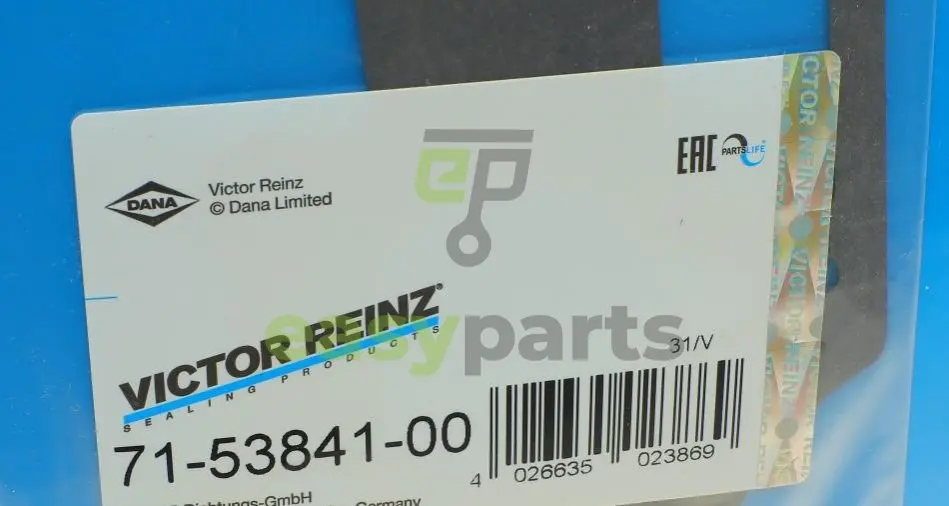 DANA
Victor Reinz
© Dana Limited
EAC
PARTSLIFE
ep
easyparts
VICTOR REINZ®
SEALING PRODUCTS
31/V
71-53841-00
4 026635 023869
Dichtungs-GmbH
Germany
VICTOR REINZ
VICTOR REINZ